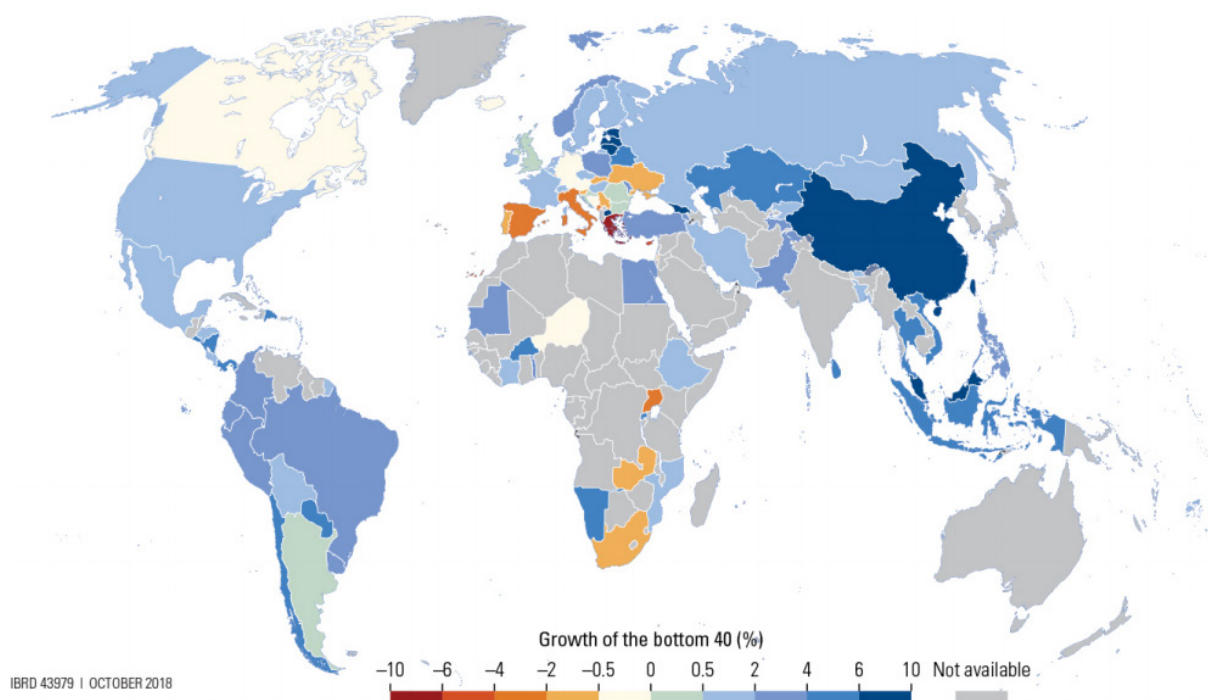 Growth of the bottom 40 (%)
–10 –6 –4 –2 –0.5 0 0.5 2 4 6 10 Not available
IBRD 43979 | OCTOBER 2018